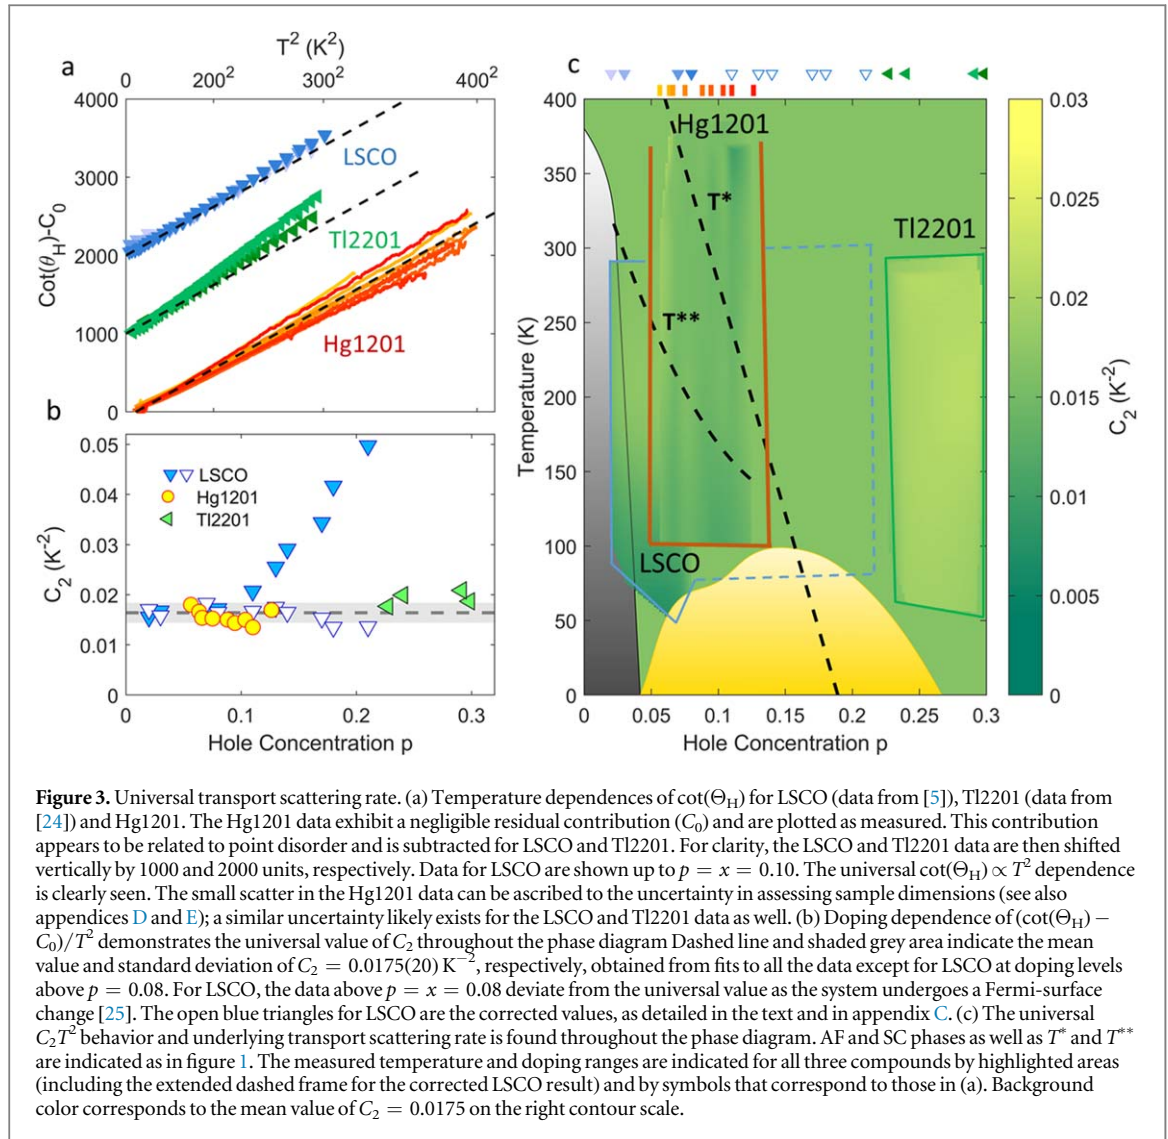 a
T² (K²)
0 200² 300² 400²
4000
3000
2000
1000
0
Cot(θ_H)-C₀
LSCO
Tl2201
Hg1201
b
0.05
0.04
0.03
0.02
0.01
0
C₂ (K⁻²)
LSCO
Hg1201
Tl2201
0 0.1 0.2 0.3
Hole Concentration p
c
400
350
300
250
200
150
100
50
0
Temperature (K)
Hg1201
T*
Tl2201
T**
LSCO
0 0.05 0.1 0.15 0.2 0.25 0.3
Hole Concentration p
0.03
0.025
0.02
0.015
0.01
0.005
0
C₂ (K⁻²)
Figure 3. Universal transport scattering rate. (a) Temperature dependences of cot(Θ_H) for LSCO (data from [5]), Tl2201 (data from
[24]) and Hg1201. The Hg1201 data exhibit a negligible residual contribution (C₀) and are plotted as measured. This contribution
appears to be related to point disorder and is subtracted for LSCO and Tl2201. For clarity, the LSCO and Tl2201 data are then shifted
vertically by 1000 and 2000 units, respectively. Data for LSCO are shown up to p = x = 0.10. The universal cot(Θ_H) ∝ T² dependence
is clearly seen. The small scatter in the Hg1201 data can be ascribed to the uncertainty in assessing sample dimensions (see also
appendices D and E); a similar uncertainty likely exists for the LSCO and Tl2201 data as well. (b) Doping dependence of (cot(Θ_H) −
C₀)/T² demonstrates the universal value of C₂ throughout the phase diagram Dashed line and shaded grey area indicate the mean
value and standard deviation of C₂ = 0.0175(20) K⁻², respectively, obtained from fits to all the data except for LSCO at doping levels
above p = 0.08. For LSCO, the data above p = x = 0.08 deviate from the universal value as the system undergoes a Fermi-surface
change [25]. The open blue triangles for LSCO are the corrected values, as detailed in the text and in appendix C. (c) The universal
C₂T² behavior and underlying transport scattering rate is found throughout the phase diagram. AF and SC phases as well as T* and T**
are indicated as in figure 1. The measured temperature and doping ranges are indicated for all three compounds by highlighted areas
(including the extended dashed frame for the corrected LSCO result) and by symbols that correspond to those in (a). Background
color corresponds to the mean value of C₂ = 0.0175 on the right contour scale.